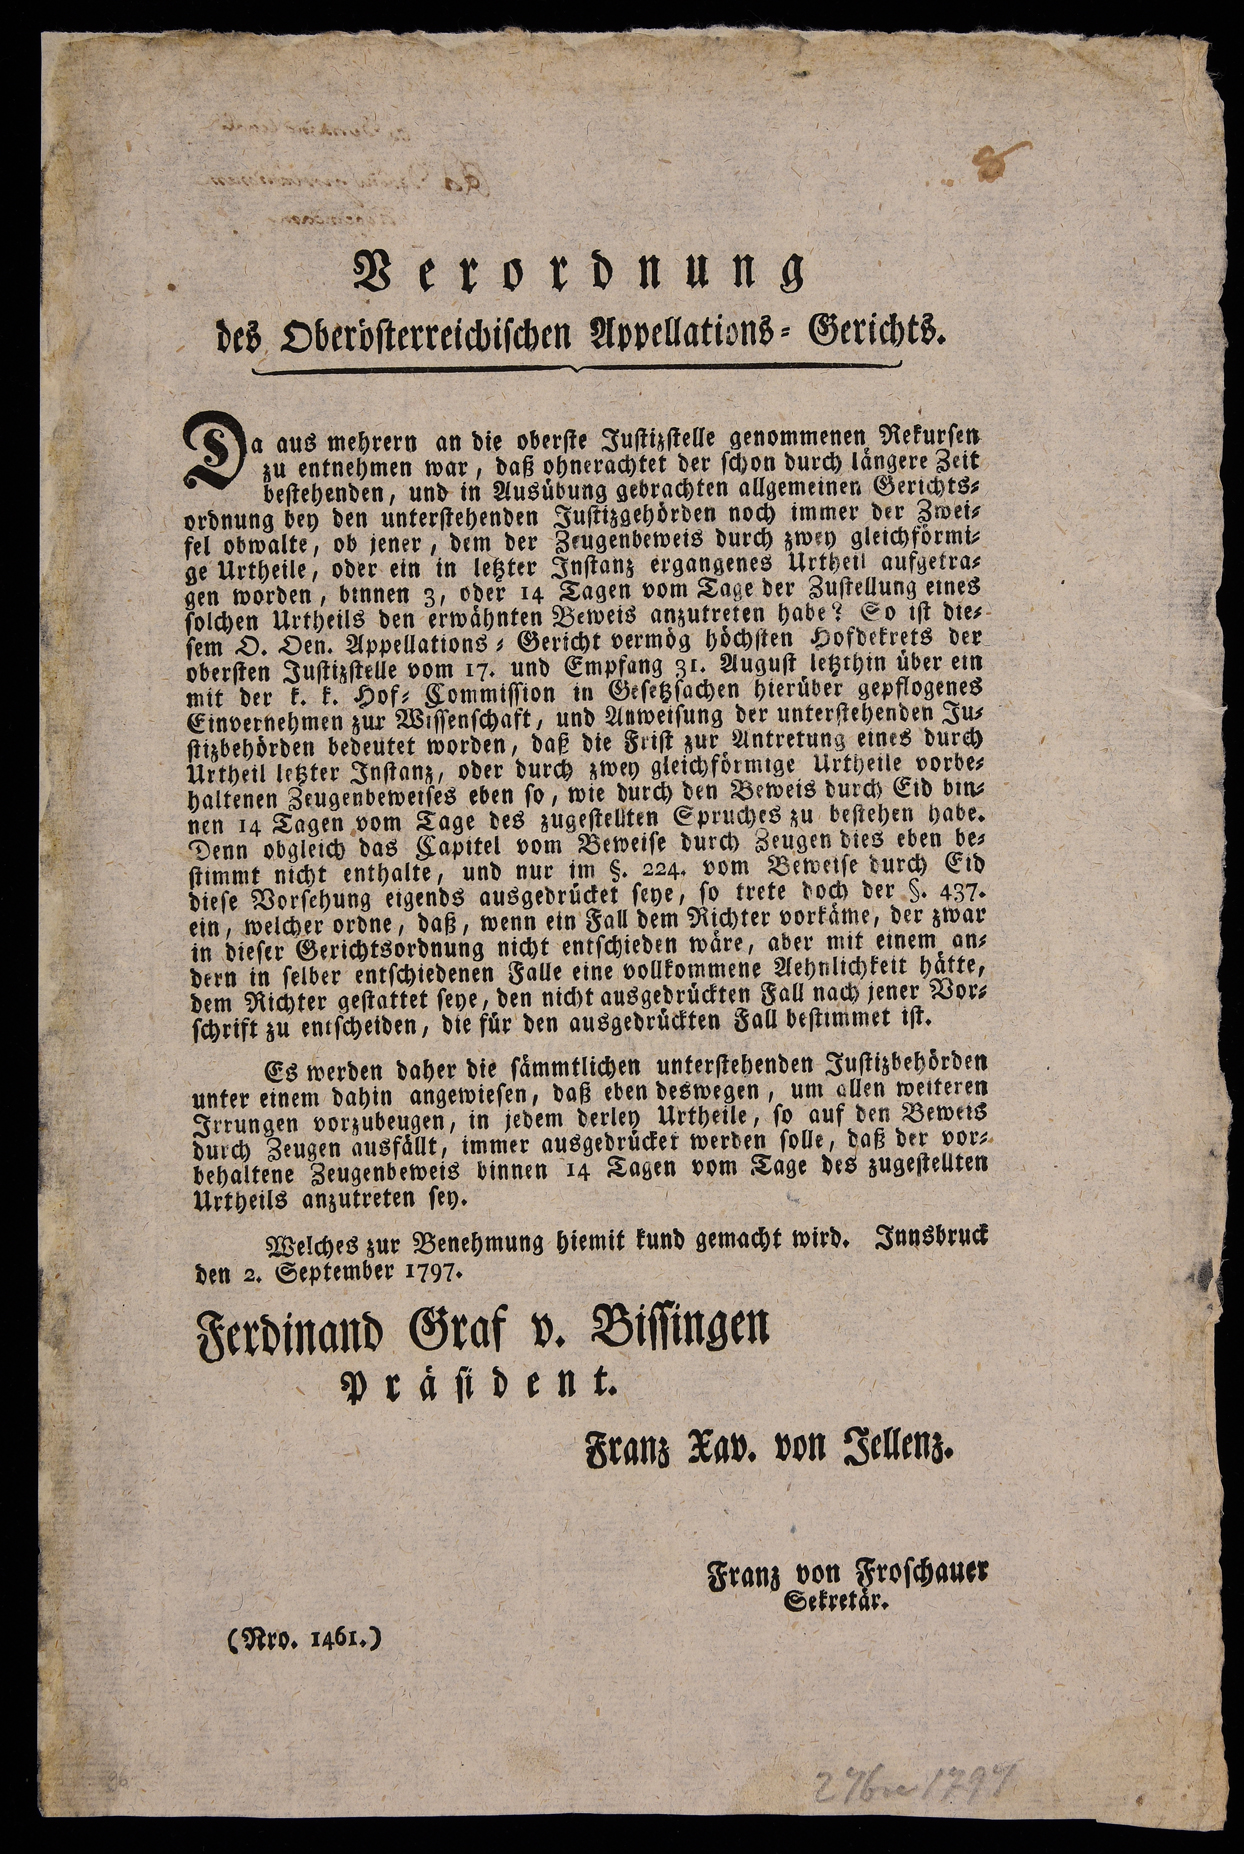 8
Verordnung
des Oberösterreichischen Appellations= Gerichts.
Da aus mehrern an die oberste Justizstelle genommenen Rekursen
zu entnehmen war, daß ohnerachtet der schon durch längere Zeit
bestehenden, und in Ausübung gebrachten allgemeinen Gerichts=
ordnung bey den unterstehenden Justizgehörden noch immer der Zwei=
fel obwalte, ob jener, dem der Zeugenbeweis durch zwey gleichförmi=
ge Urtheile, oder ein in letzter Instanz ergangenes Urtheil aufgetra=
gen worden, binnen 3, oder 14 Tagen vom Tage der Zustellung eines
solchen Urtheils den erwähnten Beweis anzutreten habe? So ist die=
sem O. Oen. Appellations= Gericht vermög höchsten Hofdekrets der
obersten Justizstelle vom 17. und Empfang 31. August letzthin über ein
mit der k. k. Hof= Commission in Gesetzsachen hierüber gepflogenes
Einvernehmen zur Wissenschaft, und Anweisung der unterstehenden Ju=
stizbehörden bedeutet worden, daß die Frist zur Antretung eines durch
Urtheil letzter Instanz, oder durch zwey gleichförmige Urtheile vorbe=
haltenen Zeugenbeweises eben so, wie durch den Beweis durch Eid bin=
nen 14 Tagen vom Tage des zugestellten Spruches zu bestehen habe.
Denn obgleich das Capitel vom Beweise durch Zeugen dies eben be=
stimmt nicht enthalte, und nur im §. 224. vom Beweise durch Eid
diese Vorsehung eigends ausgedrücket seye, so trete doch der §. 437.
ein, welcher ordne, daß, wenn ein Fall dem Richter vorkäme, der zwar
in dieser Gerichtsordnung nicht entschieden wäre, aber mit einem an=
dern in selber entschiedenen Falle eine vollkommene Aehnlichkeit hätte,
dem Richter gestattet seye, den nicht ausgedrückten Fall nach jener Vor=
schrift zu entscheiden, die für den ausgedrückten Fall bestimmet ist.
Es werden daher die sämmtlichen unterstehenden Justizbehörden
unter einem dahin angewiesen, daß eben deswegen, um allen weiteren
Irrungen vorzubeugen, in jedem derley Urtheile, so auf den Beweis
durch Zeugen ausfällt, immer ausgedrücket werden solle, daß der vor=
behaltene Zeugenbeweis binnen 14 Tagen vom Tage des zugestellten
Urtheils anzutreten sey.
Welches zur Benehmung hiemit kund gemacht wird. Innsbruck
den 2. September 1797.
Ferdinand Graf v. Bissingen
Präsident.
Franz Xav. von Jellenz.
Franz von Froschauer
Sekretär.
(Nro. 1461.)
2 7bre 1797